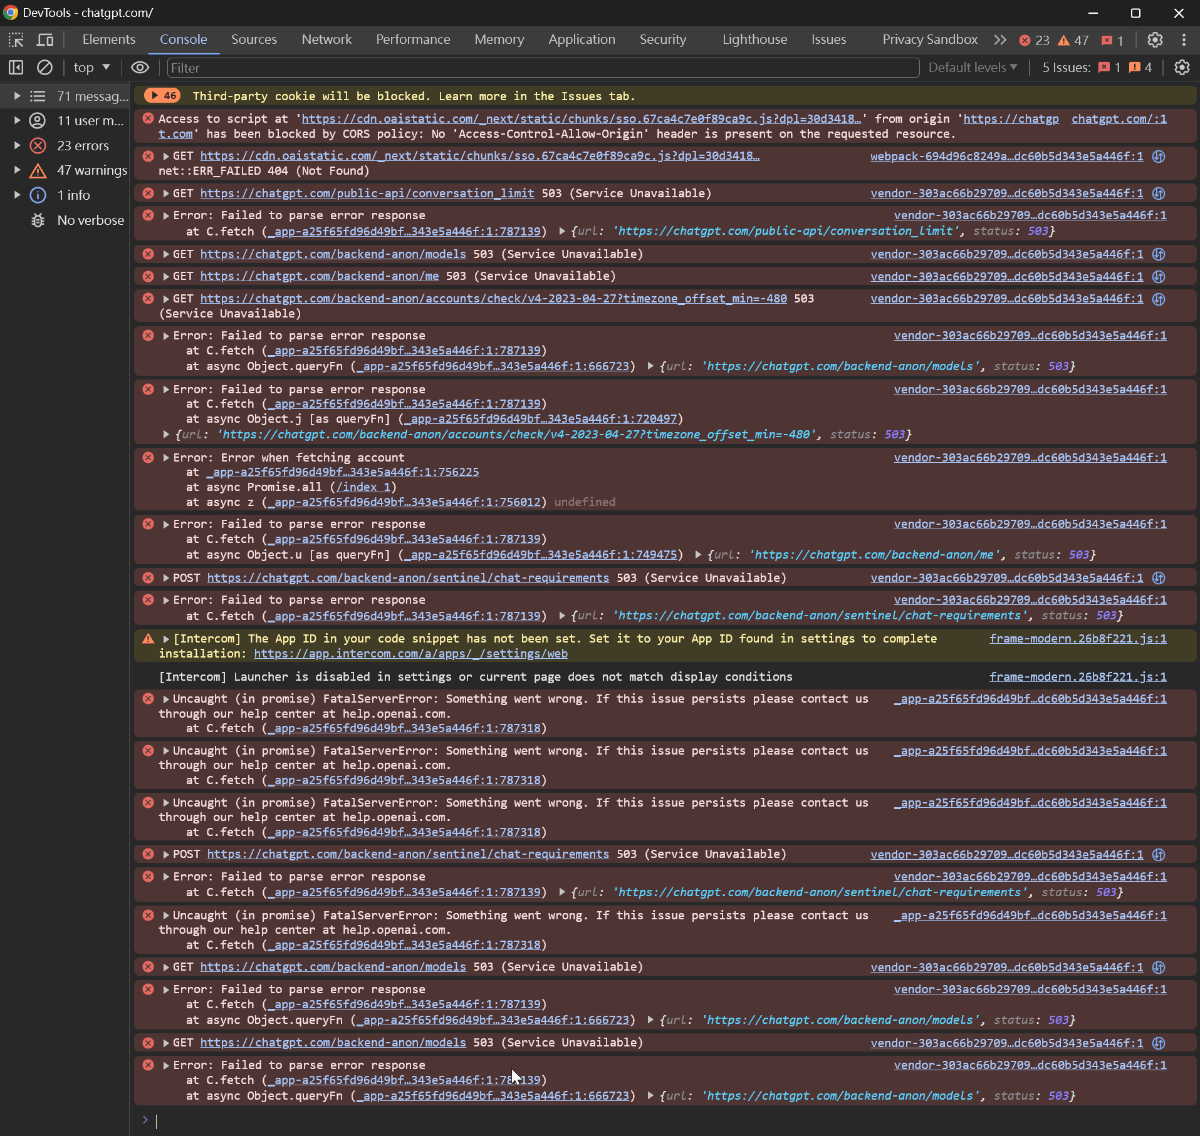 DevTools - chatgpt.com/
Elements Console Sources Network Performance Memory Application Security Lighthouse Issues Privacy Sandbox 23 47 1
top Filter Default levels 5 Issues: 1 4
71 messag...
11 user m...
23 errors
47 warnings
1 info
No verbose
46 Third-party cookie will be blocked. Learn more in the Issues tab.
Access to script at 'https://cdn.oaistatic.com/_next/static/chunks/sso.67ca4c7e0f89ca9c.js?dpl=30d3418…' from origin 'https://chatgp chatgpt.com/:1
t.com' has been blocked by CORS policy: No 'Access-Control-Allow-Origin' header is present on the requested resource.
GET https://cdn.oaistatic.com/_next/static/chunks/sso.67ca4c7e0f89ca9c.js?dpl=30d3418… webpack-694d96c8249a…dc60b5d343e5a446f:1
net::ERR_FAILED 404 (Not Found)
GET https://chatgpt.com/public-api/conversation_limit 503 (Service Unavailable) vendor-303ac66b29709…dc60b5d343e5a446f:1
Error: Failed to parse error response vendor-303ac66b29709…dc60b5d343e5a446f:1
at C.fetch (_app-a25f65fd96d49bf…343e5a446f:1:787139) {url: 'https://chatgpt.com/public-api/conversation_limit', status: 503}
GET https://chatgpt.com/backend-anon/models 503 (Service Unavailable) vendor-303ac66b29709…dc60b5d343e5a446f:1
GET https://chatgpt.com/backend-anon/me 503 (Service Unavailable) vendor-303ac66b29709…dc60b5d343e5a446f:1
GET https://chatgpt.com/backend-anon/accounts/check/v4-2023-04-27?timezone_offset_min=-480 503 vendor-303ac66b29709…dc60b5d343e5a446f:1
(Service Unavailable)
Error: Failed to parse error response vendor-303ac66b29709…dc60b5d343e5a446f:1
at C.fetch (_app-a25f65fd96d49bf…343e5a446f:1:787139)
at async Object.queryFn (_app-a25f65fd96d49bf…343e5a446f:1:666723) {url: 'https://chatgpt.com/backend-anon/models', status: 503}
Error: Failed to parse error response vendor-303ac66b29709…dc60b5d343e5a446f:1
at C.fetch (_app-a25f65fd96d49bf…343e5a446f:1:787139)
at async Object.j [as queryFn] (_app-a25f65fd96d49bf…343e5a446f:1:720497)
{url: 'https://chatgpt.com/backend-anon/accounts/check/v4-2023-04-27?timezone_offset_min=-480', status: 503}
Error: Error when fetching account vendor-303ac66b29709…dc60b5d343e5a446f:1
at _app-a25f65fd96d49bf…343e5a446f:1:756225
at async Promise.all (/index 1)
at async z (_app-a25f65fd96d49bf…343e5a446f:1:756012) undefined
Error: Failed to parse error response vendor-303ac66b29709…dc60b5d343e5a446f:1
at C.fetch (_app-a25f65fd96d49bf…343e5a446f:1:787139)
at async Object.u [as queryFn] (_app-a25f65fd96d49bf…343e5a446f:1:749475) {url: 'https://chatgpt.com/backend-anon/me', status: 503}
POST https://chatgpt.com/backend-anon/sentinel/chat-requirements 503 (Service Unavailable) vendor-303ac66b29709…dc60b5d343e5a446f:1
Error: Failed to parse error response vendor-303ac66b29709…dc60b5d343e5a446f:1
at C.fetch (_app-a25f65fd96d49bf…343e5a446f:1:787139) {url: 'https://chatgpt.com/backend-anon/sentinel/chat-requirements', status: 503}
[Intercom] The App ID in your code snippet has not been set. Set it to your App ID found in settings to complete frame-modern.26b8f221.js:1
installation: https://app.intercom.com/a/apps/_/settings/web
[Intercom] Launcher is disabled in settings or current page does not match display conditions frame-modern.26b8f221.js:1
Uncaught (in promise) FatalServerError: Something went wrong. If this issue persists please contact us _app-a25f65fd96d49bf…dc60b5d343e5a446f:1
through our help center at help.openai.com.
at C.fetch (_app-a25f65fd96d49bf…343e5a446f:1:787318)
Uncaught (in promise) FatalServerError: Something went wrong. If this issue persists please contact us _app-a25f65fd96d49bf…dc60b5d343e5a446f:1
through our help center at help.openai.com.
at C.fetch (_app-a25f65fd96d49bf…343e5a446f:1:787318)
Uncaught (in promise) FatalServerError: Something went wrong. If this issue persists please contact us _app-a25f65fd96d49bf…dc60b5d343e5a446f:1
through our help center at help.openai.com.
at C.fetch (_app-a25f65fd96d49bf…343e5a446f:1:787318)
POST https://chatgpt.com/backend-anon/sentinel/chat-requirements 503 (Service Unavailable) vendor-303ac66b29709…dc60b5d343e5a446f:1
Error: Failed to parse error response vendor-303ac66b29709…dc60b5d343e5a446f:1
at C.fetch (_app-a25f65fd96d49bf…343e5a446f:1:787139) {url: 'https://chatgpt.com/backend-anon/sentinel/chat-requirements', status: 503}
Uncaught (in promise) FatalServerError: Something went wrong. If this issue persists please contact us _app-a25f65fd96d49bf…dc60b5d343e5a446f:1
through our help center at help.openai.com.
at C.fetch (_app-a25f65fd96d49bf…343e5a446f:1:787318)
GET https://chatgpt.com/backend-anon/models 503 (Service Unavailable) vendor-303ac66b29709…dc60b5d343e5a446f:1
Error: Failed to parse error response vendor-303ac66b29709…dc60b5d343e5a446f:1
at C.fetch (_app-a25f65fd96d49bf…343e5a446f:1:787139)
at async Object.queryFn (_app-a25f65fd96d49bf…343e5a446f:1:666723) {url: 'https://chatgpt.com/backend-anon/models', status: 503}
GET https://chatgpt.com/backend-anon/models 503 (Service Unavailable) vendor-303ac66b29709…dc60b5d343e5a446f:1
Error: Failed to parse error response vendor-303ac66b29709…dc60b5d343e5a446f:1
at C.fetch (_app-a25f65fd96d49bf…343e5a446f:1:787139)
at async Object.queryFn (_app-a25f65fd96d49bf…343e5a446f:1:666723) {url: 'https://chatgpt.com/backend-anon/models', status: 503}